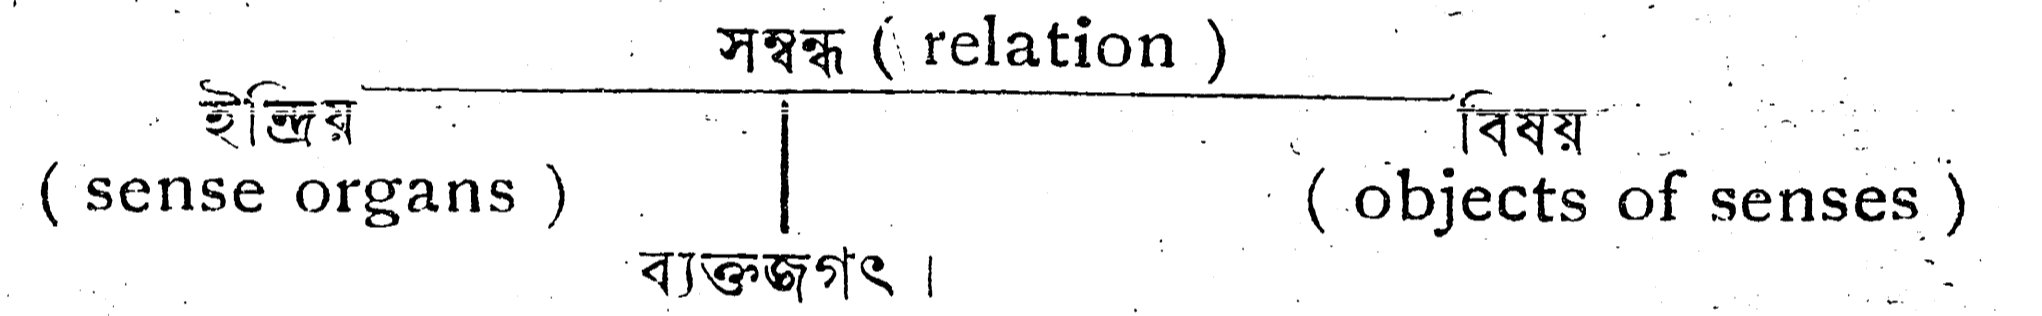 সম্বন্ধ ( relation )
ইন্দ্রিয় বিষয়
( sense organs ) ( objects of senses )
ব্যক্তজগৎ ।